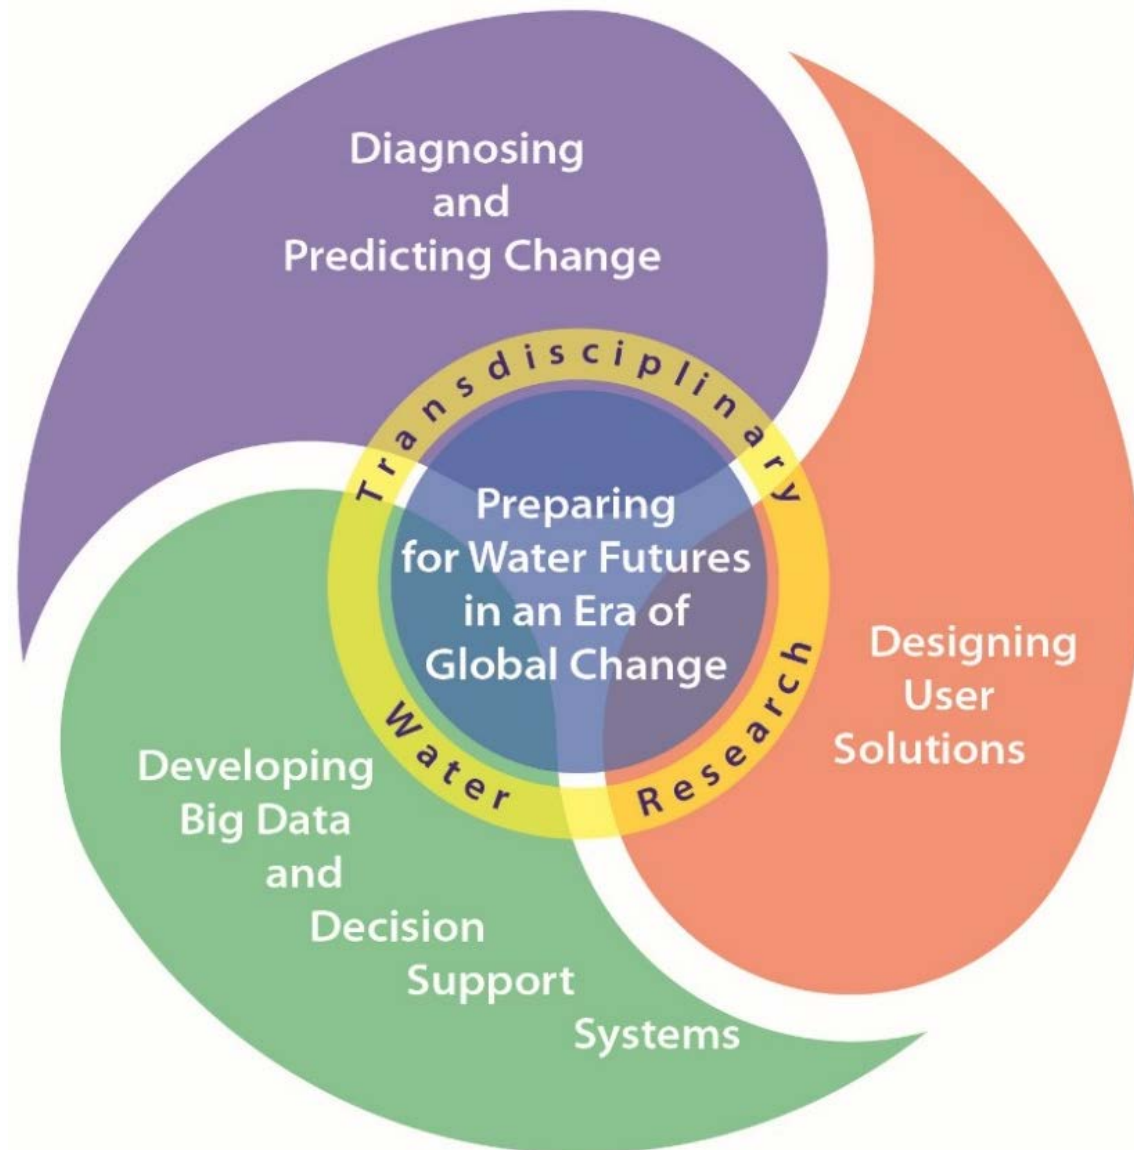 Diagnosing
and
Predicting Change
Transdisciplinary
Preparing
for Water Futures
in an Era of
Global Change
Water
Research
Designing
User
Solutions
Developing
Big Data
and
Decision
Support
Systems